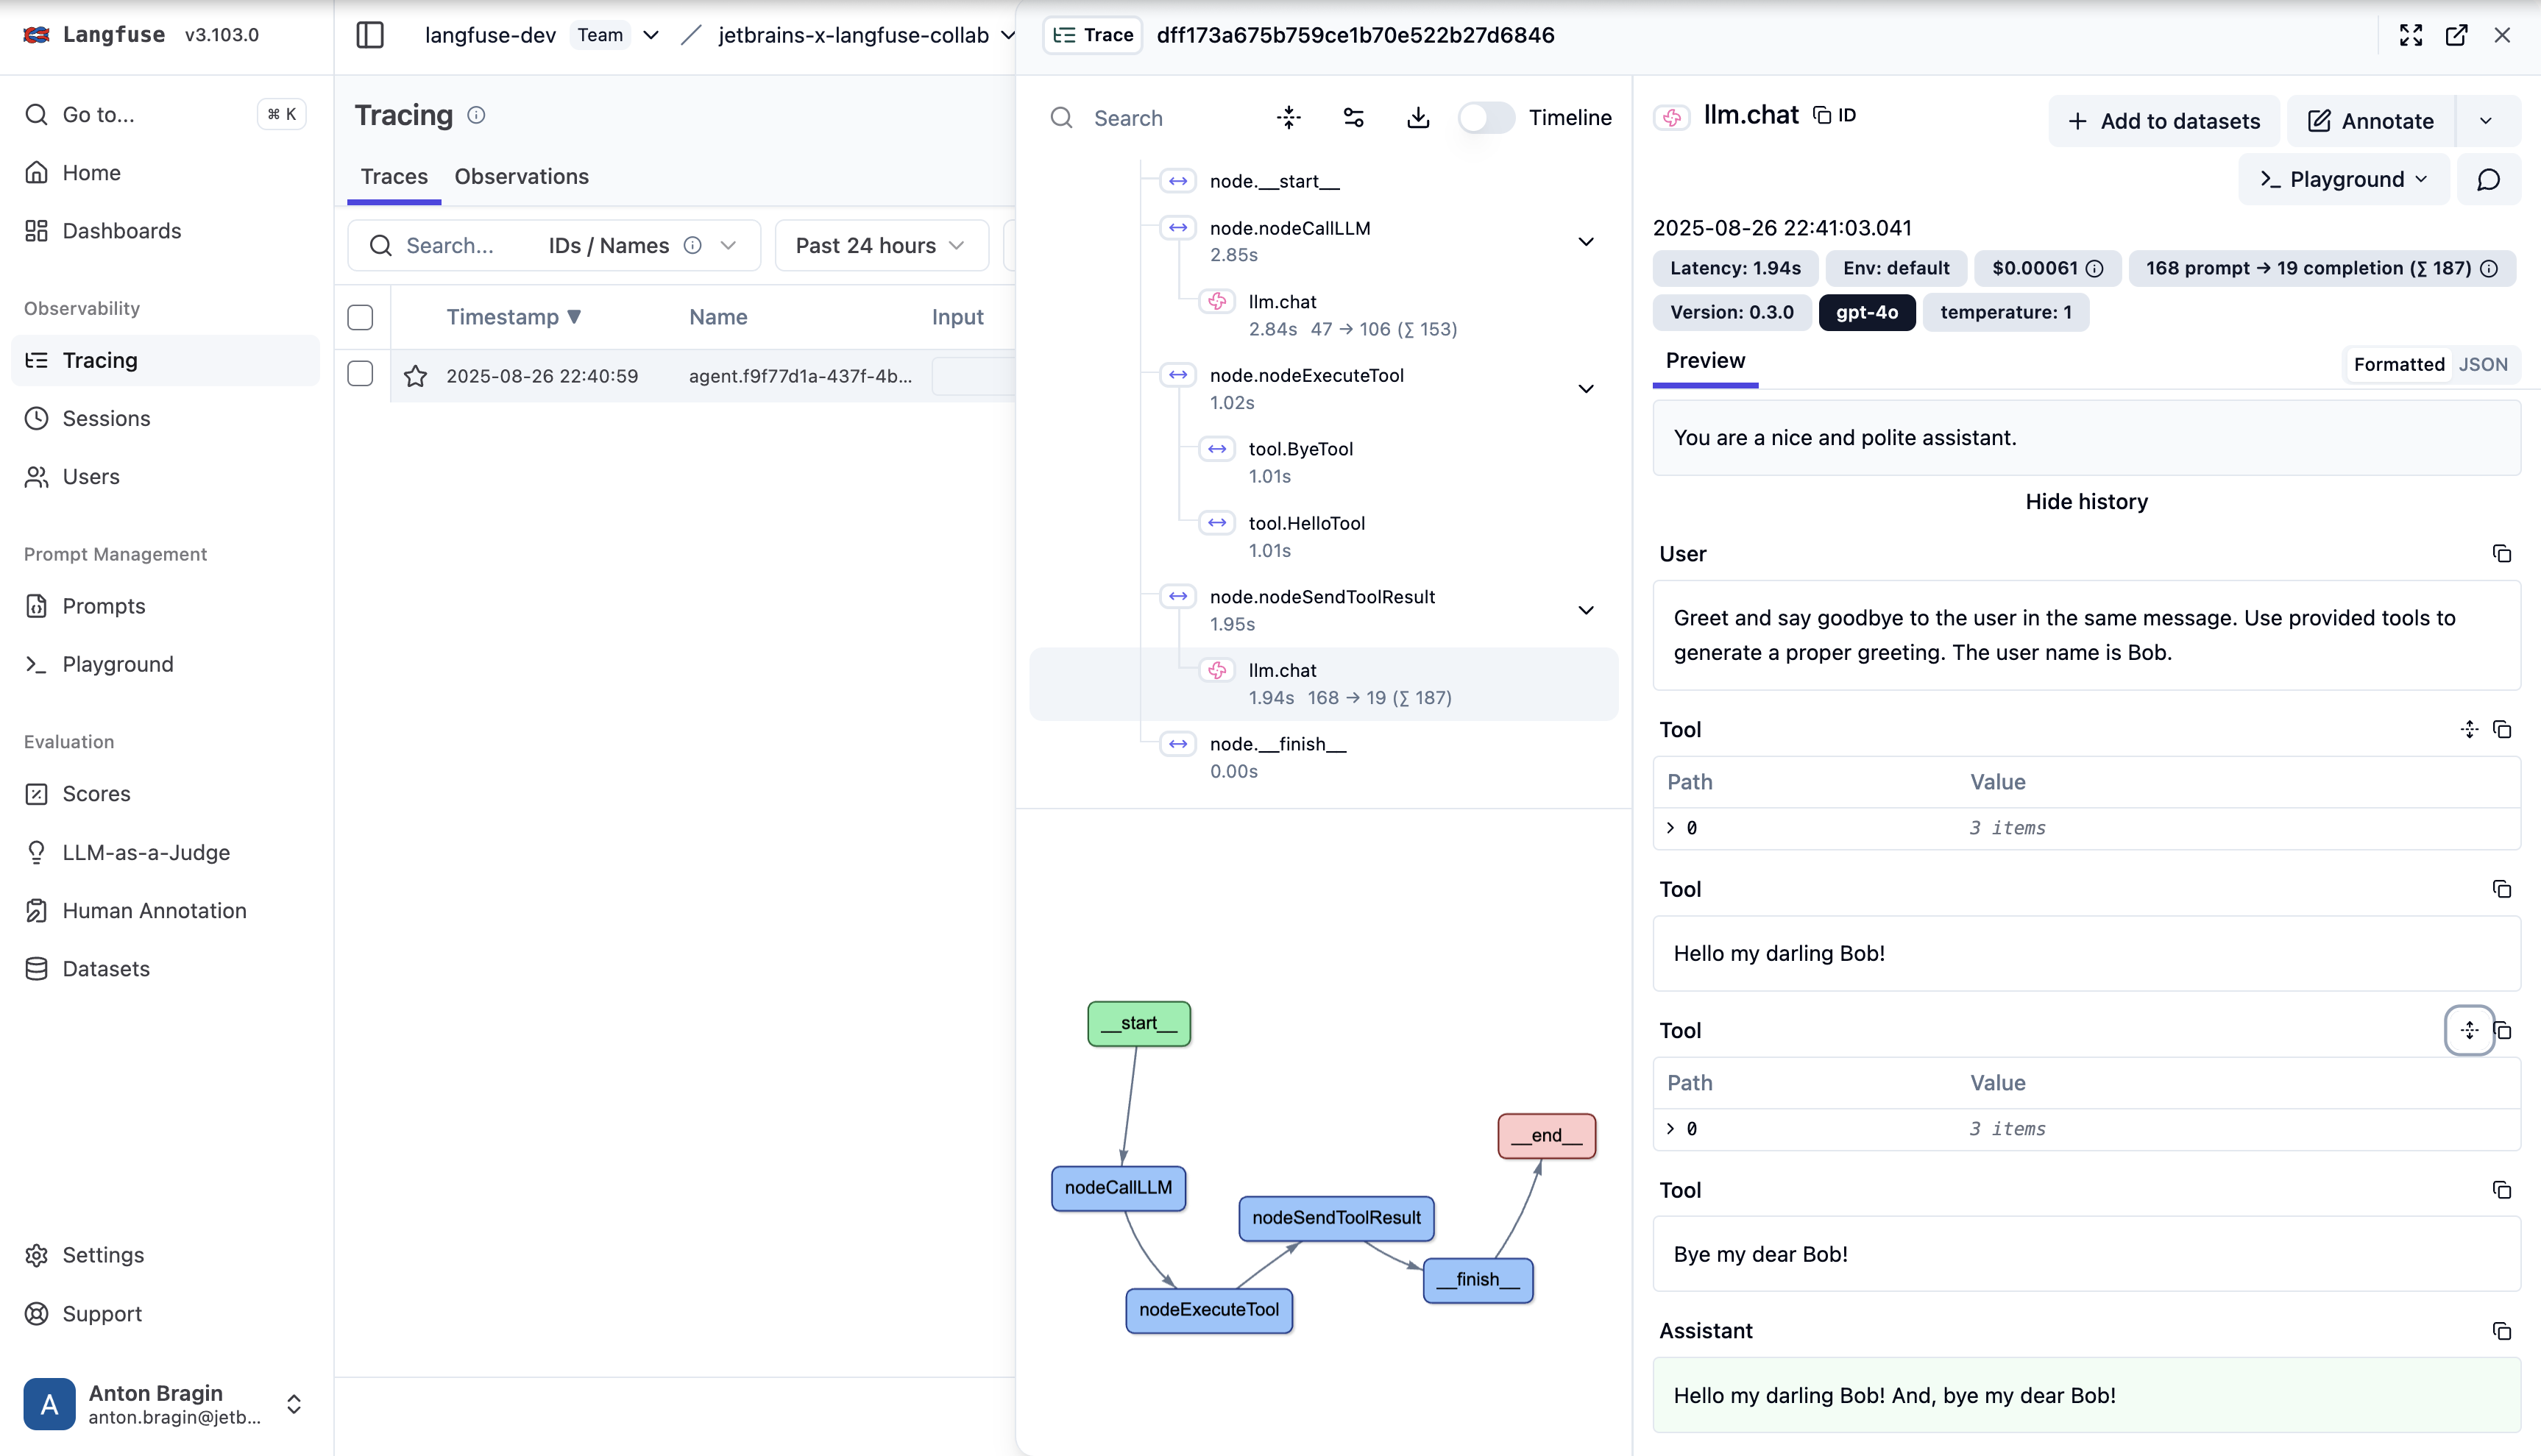 Langfuse v3.103.0
Go to... ⌘ K
Home
Dashboards
Observability
Tracing
Sessions
Users
Prompt Management
Prompts
Playground
Evaluation
Scores
LLM-as-a-Judge
Human Annotation
Datasets
Settings
Support
A
Anton Bragin
anton.bragin@jetb...
langfuse-dev Team / jetbrains-x-langfuse-collab
Tracing
Traces Observations
Search... IDs / Names Past 24 hours
Timestamp ▼ Name Input
2025-08-26 22:40:59 agent.f9f77d1a-437f-4b...
Trace dff173a675b759ce1b70e522b27d6846
Search Timeline
node.__start__
node.nodeCallLLM
2.85s
llm.chat
2.84s 47 → 106 (∑ 153)
node.nodeExecuteTool
1.02s
tool.ByeTool
1.01s
tool.HelloTool
1.01s
node.nodeSendToolResult
1.95s
llm.chat
1.94s 168 → 19 (∑ 187)
node.__finish__
0.00s
__start__
__end__
nodeCallLLM
nodeSendToolResult
__finish__
nodeExecuteTool
llm.chat ID
+ Add to datasets Annotate
Playground
2025-08-26 22:41:03.041
Latency: 1.94s Env: default $0.00061 168 prompt → 19 completion (∑ 187)
Version: 0.3.0 gpt-4o temperature: 1
Preview Formatted JSON
You are a nice and polite assistant.
Hide history
User
Greet and say goodbye to the user in the same message. Use provided tools to
generate a proper greeting. The user name is Bob.
Tool
Path Value
0 3 items
Tool
Hello my darling Bob!
Tool
Path Value
0 3 items
Tool
Bye my dear Bob!
Assistant
Hello my darling Bob! And, bye my dear Bob!